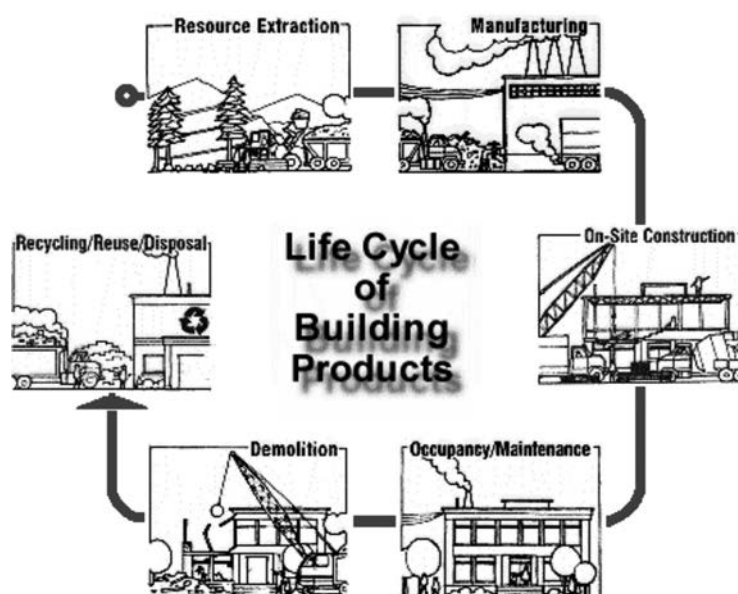 Resource Extraction
Manufacturing
On-Site Construction
Occupancy/Maintenance
Demolition
Recycling/Reuse/Disposal
Life Cycle
of
Building
Products